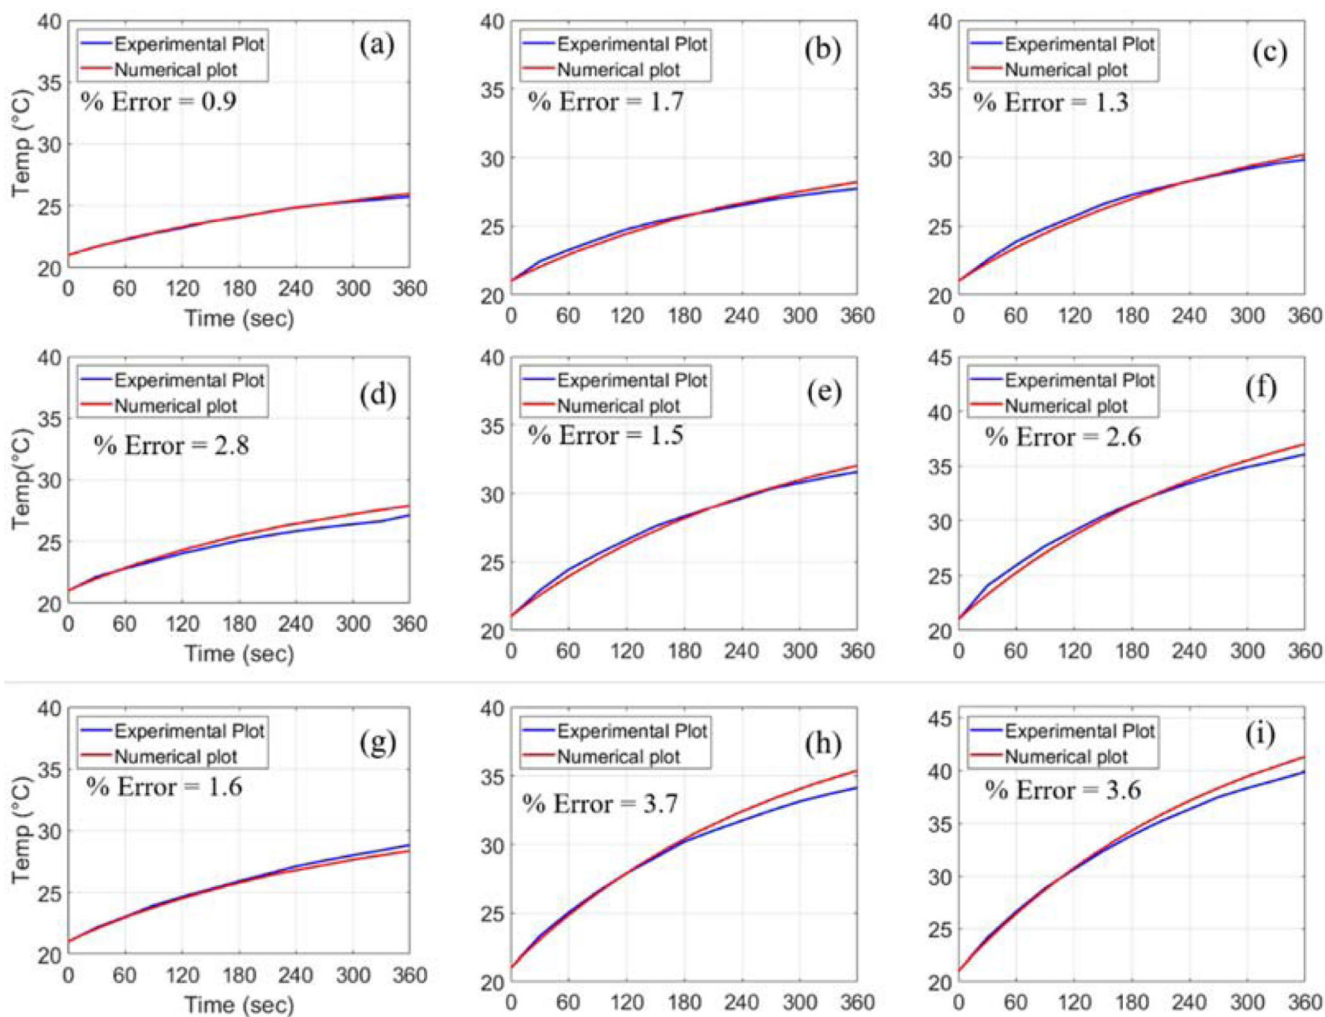 40
35
30
25
20
Temp (°C)
Experimental Plot
Numerical plot
(a)
% Error = 0.9
0 60 120 180 240 300 360
Time (sec)
40
35
30
25
20
Experimental Plot
Numerical plot
(b)
% Error = 1.7
0 60 120 180 240 300 360
40
35
30
25
20
Experimental Plot
Numerical plot
(c)
% Error = 1.3
0 60 120 180 240 300 360
40
35
30
25
20
Temp(°C)
Experimental Plot
Numerical plot
(d)
% Error = 2.8
0 60 120 180 240 300 360
Time (sec)
40
35
30
25
20
Experimental Plot
Numerical plot
(e)
% Error = 1.5
0 60 120 180 240 300 360
45
40
35
30
25
20
Experimental Plot
Numerical plot
(f)
% Error = 2.6
0 60 120 180 240 300 360
40
35
30
25
20
Temp (°C)
Experimental Plot
Numerical plot
(g)
% Error = 1.6
0 60 120 180 240 300 360
Time (sec)
40
35
30
25
20
Experimental Plot
Numerical plot
(h)
% Error = 3.7
0 60 120 180 240 300 360
45
40
35
30
25
20
Experimental Plot
Numerical plot
(i)
% Error = 3.6
0 60 120 180 240 300 360